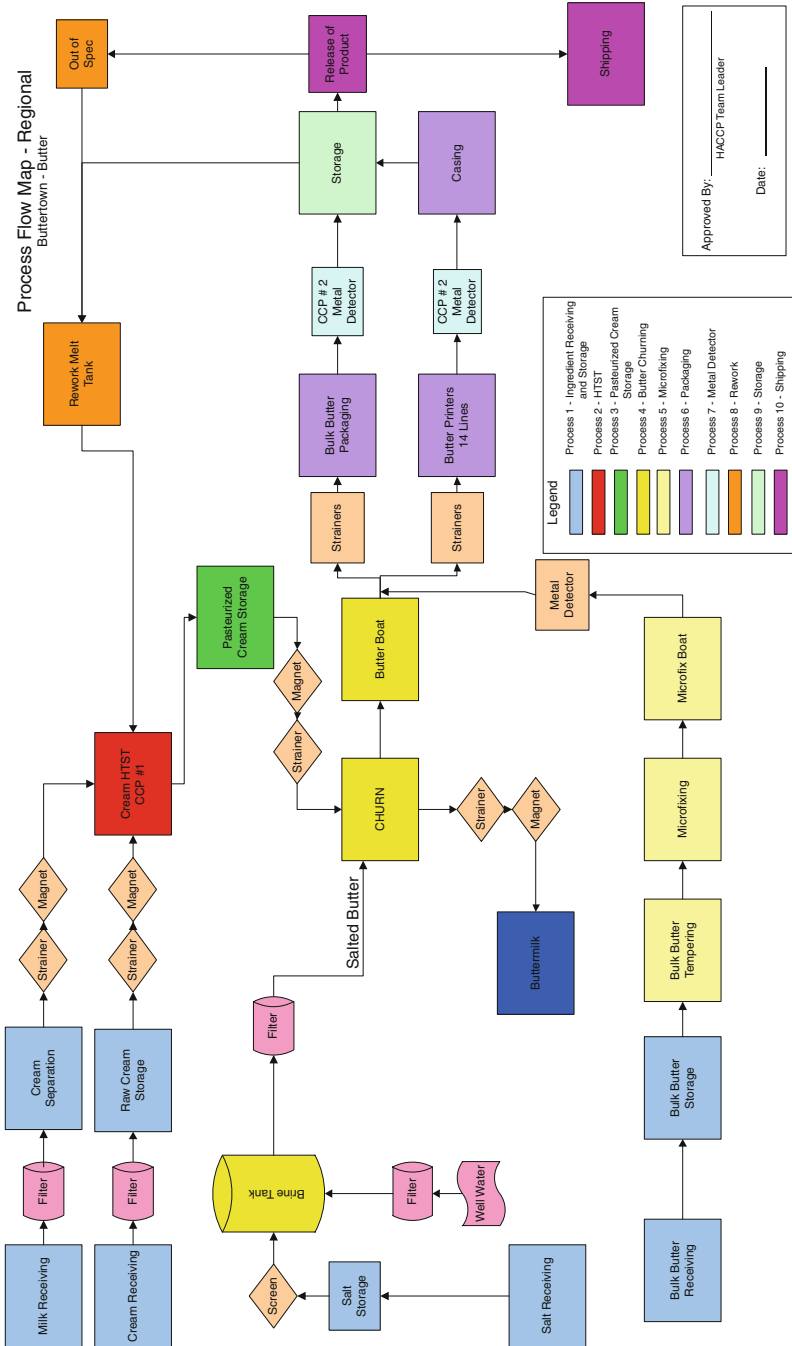 Process Flow Map - Regional
Buttertown - Butter
Milk Receiving
Filter
Cream
Separation
Strainer
Magnet
Cream Receiving
Filter
Raw Cream
Storage
Strainer
Magnet
Cream HTST
CCP #1
Rework Melt
Tank
Out of
Spec
Pasteurized
Cream Storage
Magnet
Strainer
Salt Receiving
Salt
Storage
Screen
Brine Tank
Well Water
Filter
Filter
Salted Butter
CHURN
Butter Boat
Strainer
Magnet
Buttermilk
Strainers
Bulk Butter
Packaging
CCP # 2
Metal
Detector
Storage
Release of
Product
Shipping
Strainers
Butter Printers
14 Lines
CCP # 2
Metal
Detector
Casing
Bulk Butter
Receiving
Bulk Butter
Storage
Bulk Butter
Tempering
Microfixing
Microfix Boat
Metal
Detector
Legend
Process 1 - Ingredient Receiving
and Storage
Process 2 - HTST
Process 3 - Pasteurized Cream
Storage
Process 4 - Butter Churning
Process 5 - Microfixing
Process 6 - Packaging
Process 7 - Metal Detector
Process 8 - Rework
Process 9 - Storage
Process 10 - Shipping
Approved By:
HACCP Team Leader
Date: